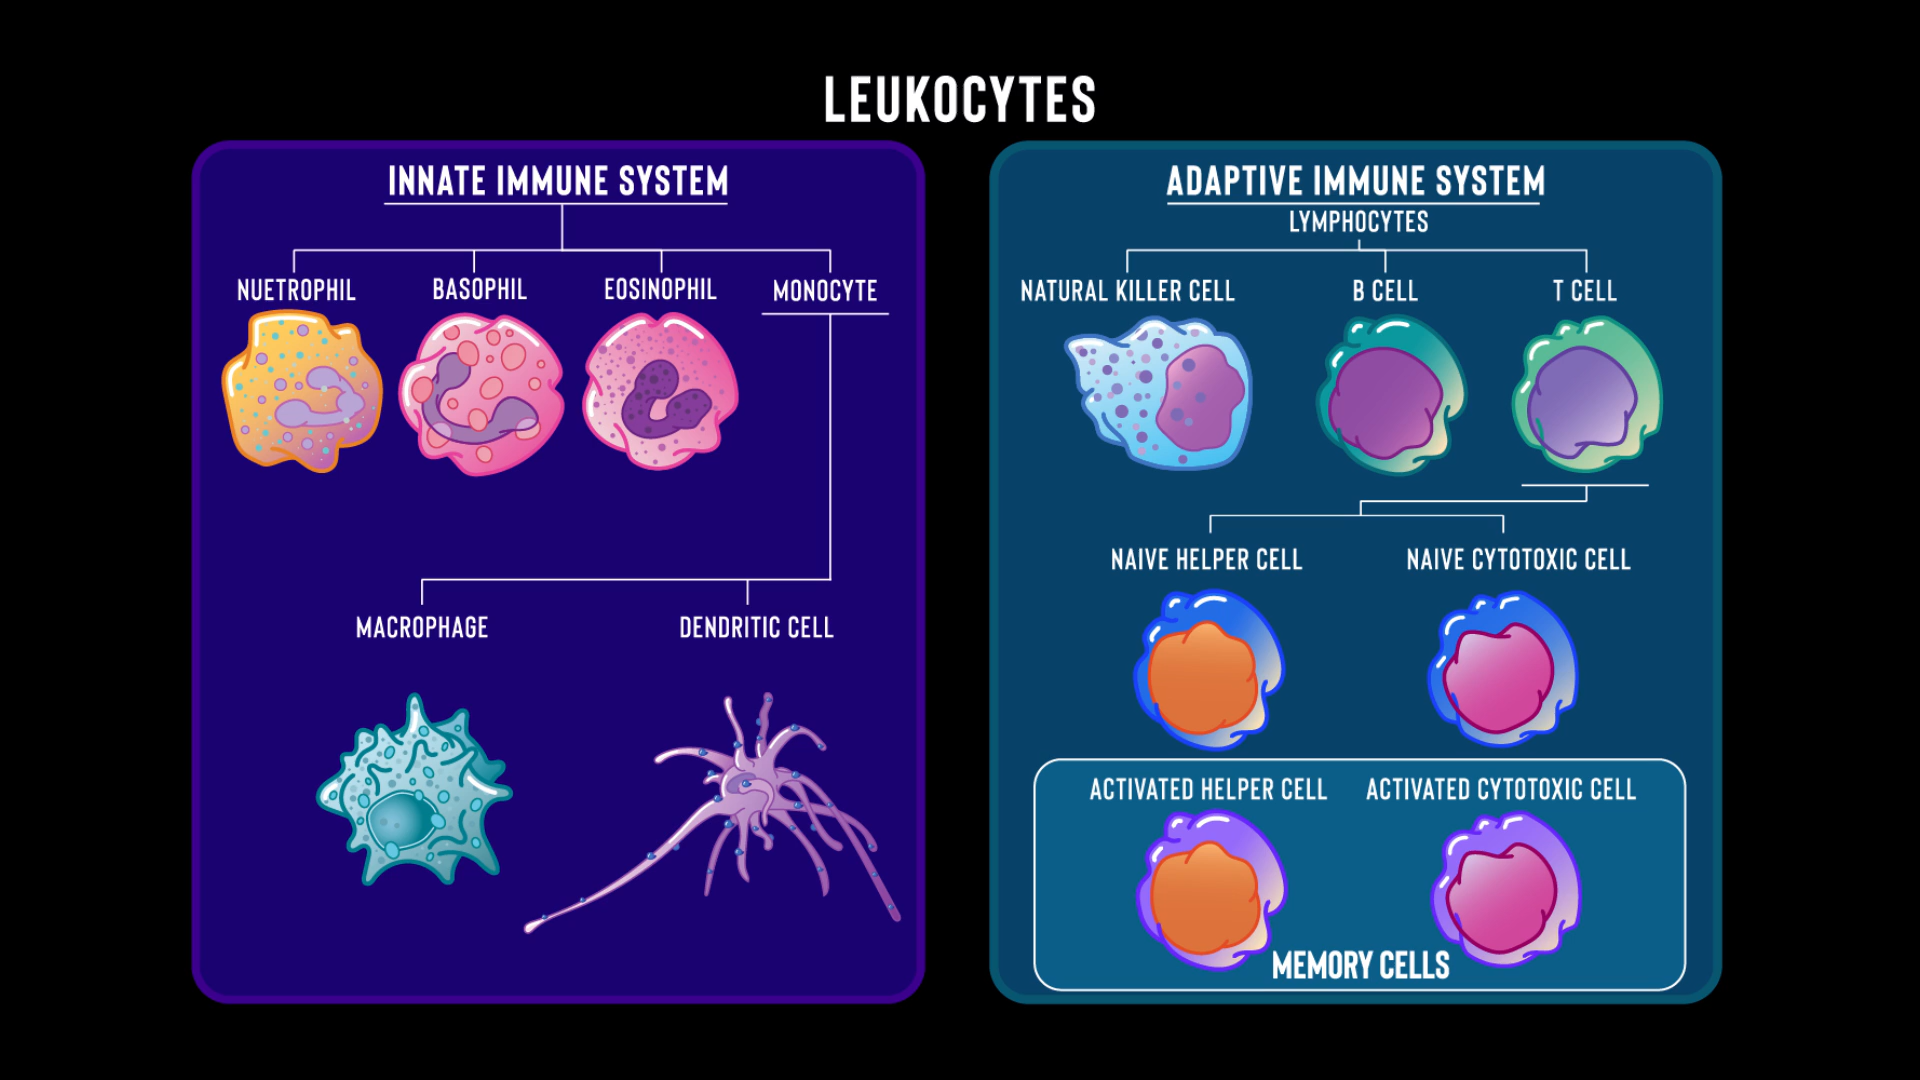 LEUKOCYTES
INNATE IMMUNE SYSTEM
NUETROPHIL
BASOPHIL
EOSINOPHIL
MONOCYTE
MACROPHAGE
DENDRITIC CELL
ADAPTIVE IMMUNE SYSTEM
LYMPHOCYTES
NATURAL KILLER CELL
B CELL
T CELL
NAIVE HELPER CELL
NAIVE CYTOTOXIC CELL
ACTIVATED HELPER CELL
ACTIVATED CYTOTOXIC CELL
MEMORY CELLS